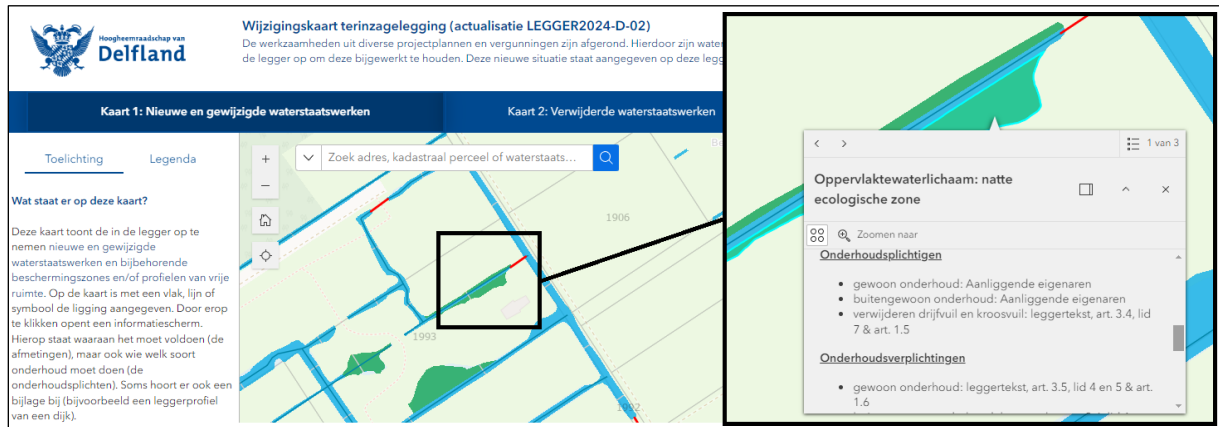 Hoogheemraadschap van
Delfland
Wijzigingskaart terinzagelegging (actualisatie LEGGER2024-D-02)
De werkzaamheden uit diverse projectplannen en vergunningen zijn afgerond. Hierdoor zijn water
de legger op om deze bijgewerkt te houden. Deze nieuwe situatie staat aangegeven op deze legg
Kaart 1: Nieuwe en gewijzigde waterstaatswerken
Kaart 2: Verwijderde waterstaatswerken
Toelichting
Legenda
Wat staat er op deze kaart?
Deze kaart toont de in de legger op te
nemen nieuwe en gewijzigde
waterstaatswerken en bijbehorende
beschermingszones en/of profielen van vrije
ruimte. Op de kaart is met een vlak, lijn of
symbool de ligging aangegeven. Door erop
te klikken opent een informatiescherm.
Hierop staat waaraan het moet voldoen (de
afmetingen), maar ook wie welk soort
onderhoud moet doen (de
onderhoudsplichten). Soms hoort er ook een
bijlage bij (bijvoorbeeld een leggerprofiel
van een dijk).
+
−
Zoek adres, kadastraal perceel of waterstaats...
Be
1906
1993
1992
1 van 3
Oppervlaktewaterlichaam: natte
ecologische zone
Zoomen naar
Onderhoudsplichtigen
• gewoon onderhoud: Aanliggende eigenaren
• buitengewoon onderhoud: Aanliggende eigenaren
• verwijderen drijfvuil en kroosvuil: leggertekst, art. 3.4, lid
7 & art. 1.5
Onderhoudsverplichtingen
• gewoon onderhoud: leggertekst, art. 3.5, lid 4 en 5 & art.
1.6